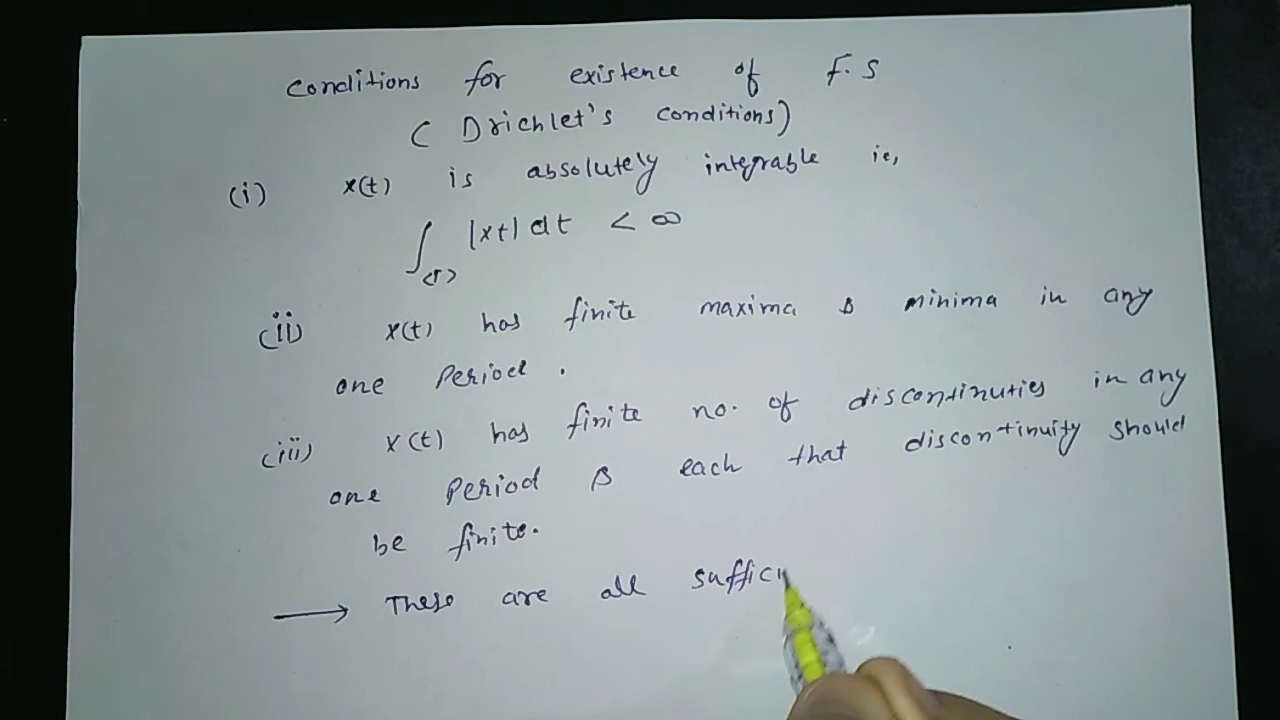 Conditions for existence of F.S
( Drichlet's conditions)
(i) x(t) is absolutely integrable ie,
∫<T> |xt| dt < ∞
(ii) x(t) has finite maxima & minima in any
one Period.
(iii) x(t) has finite no. of discontinuties in any
one Period & each that discontinuity should
be finite.
→ These are all suffici